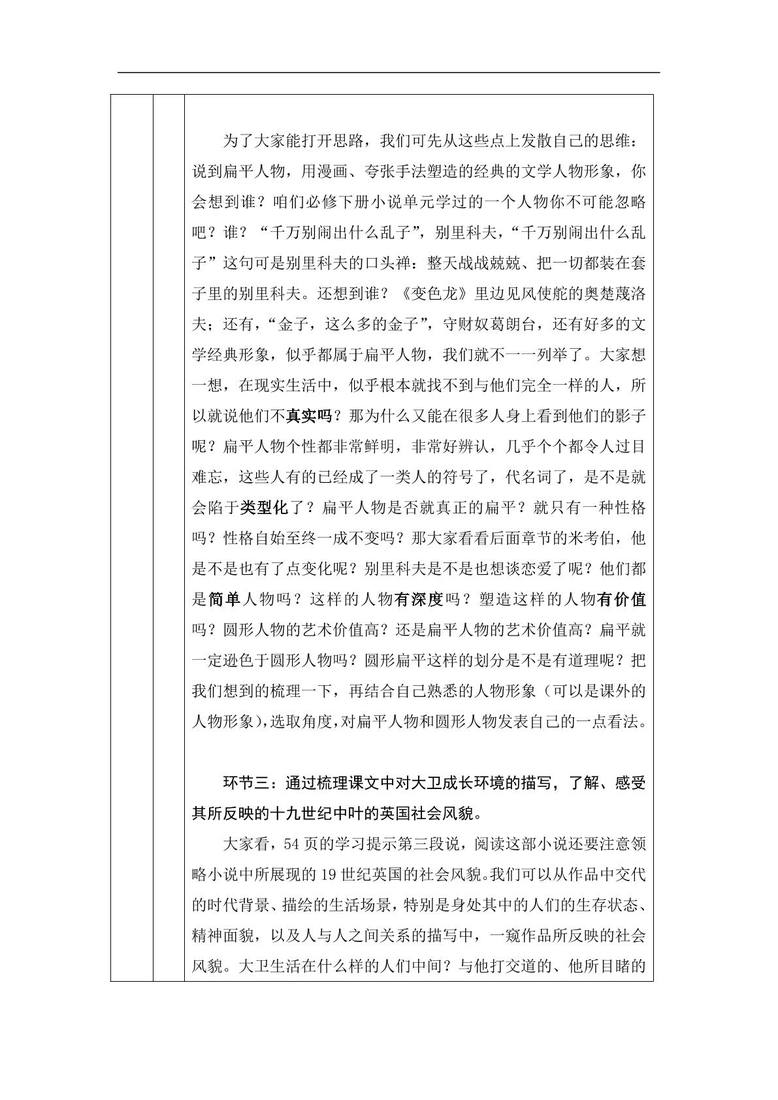 为了大家能打开思路，我们可先从这些点上发散自己的思维：
说到扁平人物，用漫画、夸张手法塑造的经典的文学人物形象，你
会想到谁？咱们必修下册小说单元学过的一个人物你不可能忽略
吧？谁？“千万别闹出什么乱子”，别里科夫，“千万别闹出什么乱
子”这句可是别里科夫的口头禅：整天战战兢兢、把一切都装在套
子里的别里科夫。还想到谁？《变色龙》里边见风使舵的奥楚蔑洛
夫；还有，“金子，这么多的金子”，守财奴葛朗台，还有好多的文
学经典形象，似乎都属于扁平人物，我们就不一一列举了。大家想
一想，在现实生活中，似乎根本就找不到与他们完全一样的人，所
以就说他们不真实吗？那为什么又能在很多人身上看到他们的影子
呢？扁平人物个性都非常鲜明，非常好辨认，几乎个个都令人过目
难忘，这些人有的已经成了一类人的符号了，代名词了，是不是就
会陷于类型化了？扁平人物是否就真正的扁平？就只有一种性格
吗？性格自始至终一成不变吗？那大家看看后面章节的米考伯，他
是不是也有了点变化呢？别里科夫是不是也想谈恋爱了呢？他们都
是简单人物吗？这样的人物有深度吗？塑造这样的人物有价值
吗？圆形人物的艺术价值高？还是扁平人物的艺术价值高？扁平就
一定逊色于圆形人物吗？圆形扁平这样的划分是不是有道理呢？把
我们想到的梳理一下，再结合自己熟悉的人物形象（可以是课外的
人物形象），选取角度，对扁平人物和圆形人物发表自己的一点看法。
环节三：通过梳理课文中对大卫成长环境的描写，了解、感受
其所反映的十九世纪中叶的英国社会风貌。
大家看，54 页的学习提示第三段说，阅读这部小说还要注意领
略小说中所展现的 19 世纪英国的社会风貌。我们可以从作品中交代
的时代背景、描绘的生活场景，特别是身处其中的人们的生存状态、
精神面貌，以及人与人之间关系的描写中，一窥作品所反映的社会
风貌。大卫生活在什么样的人们中间？与他打交道的、他所目睹的